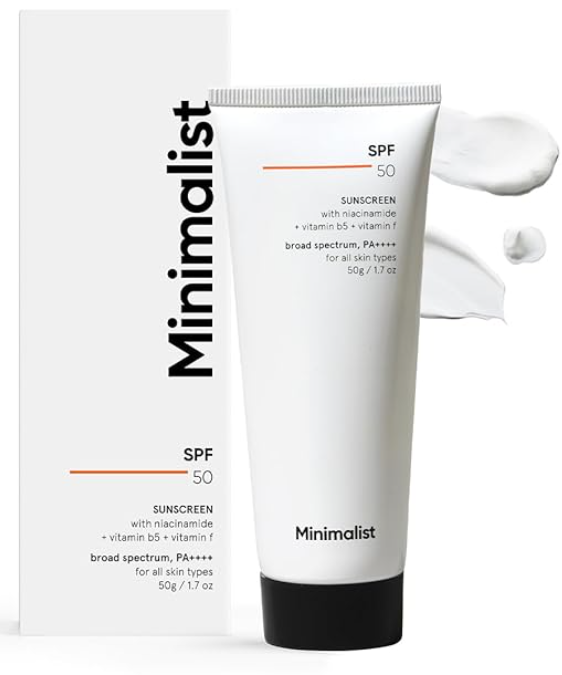 Minimalist
SPF
50
SUNSCREEN
with niacinamide
+ vitamin b5 + vitamin f
broad spectrum, PA++++
for all skin types
50g / 1.7 oz
SPF
50
SUNSCREEN
with niacinamide
+ vitamin b5 + vitamin f
broad spectrum, PA++++
for all skin types
50g / 1.7 oz
Minimalist